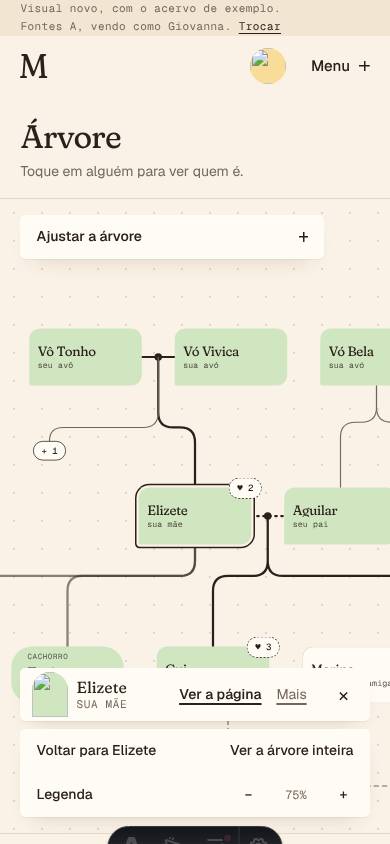 Visual novo, com o acervo de exemplo.
Fontes A, vendo como Giovanna. Trocar
M
Menu +
Árvore
Toque em alguém para ver quem é.
Ajustar a árvore +
Vô Tonho
seu avô
Vó Vivica
sua avó
Vó Bela
sua avó
+ 1
♥ 2
Elizete
sua mãe
Aguilar
seu pai
♥ 3
CACHORRO
Elizete
SUA MÃE
Ver a página
Mais
×
Voltar para Elizete
Ver a árvore inteira
Legenda
− 75% +